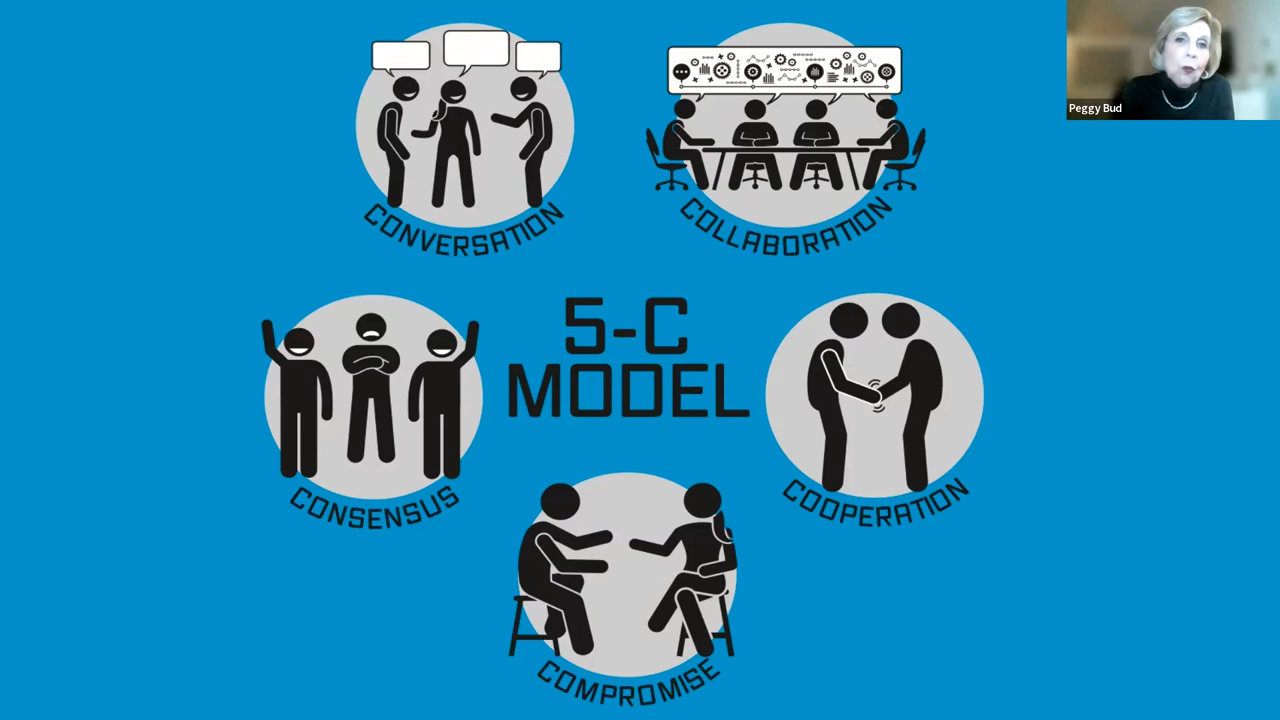 CONVERSATION
COLLABORATION
Peggy Bud
5-C
MODEL
CONSENSUS
COOPERATION
COMPROMISE